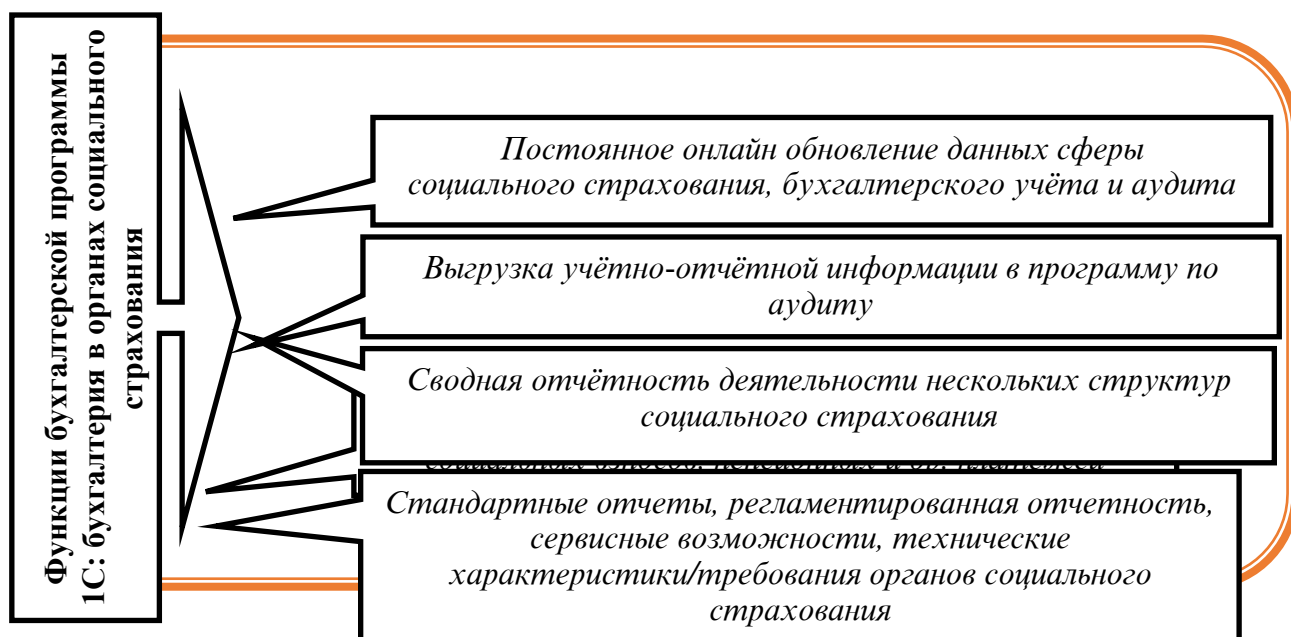 Функции бухгалтерской программы
1С: бухгалтерия в органах социального
страхования
Постоянное онлайн обновление данных сферы
социального страхования, бухгалтерского учёта и аудита
Выгрузка учётно-отчётной информации в программу по
аудиту
Сводная отчётность деятельности нескольких структур
социального страхования
Стандартные отчеты, регламентированная отчетность,
сервисные возможности, технические
характеристики/требования органов социального
страхования